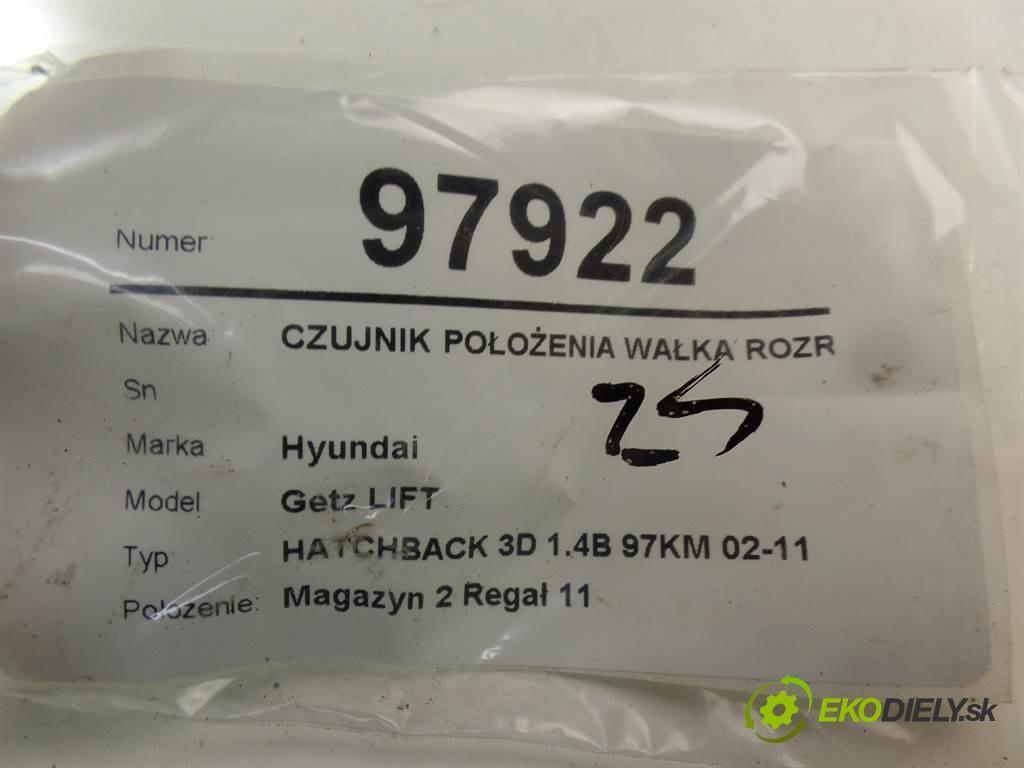 Numer: 97922
Nazwa: CZUJNIK POŁOŻENIA WAŁKA ROZR
Sn
25
Marka Hyundai
Model Getz LIFT
Typ HATCHBACK 3D 1.4B 97KM 02-11
Położenie: Magazyn 2 Regał 11
EKODIELY.sk